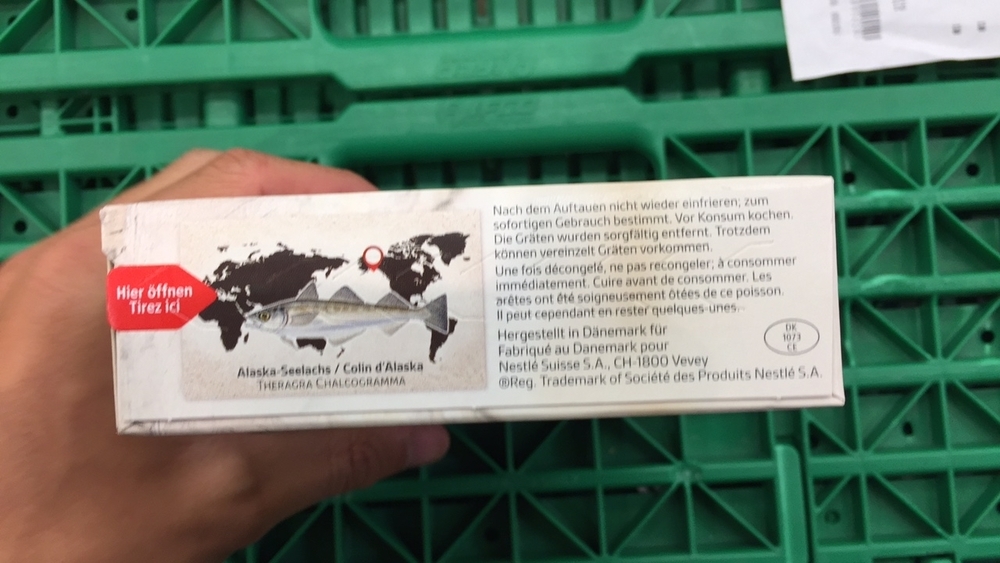 Hier öffnen
Tirez ici
Alaska-Seelachs / Colin d'Alaska
THERAGRA CHALCOGRAMMA
Nach dem Auftauen nicht wieder einfrieren; zum
sofortigen Gebrauch bestimmt. Vor Konsum kochen.
Die Gräten wurden sorgfältig entfernt. Trotzdem
können vereinzelt Gräten vorkommen.
Une fois décongelé, ne pas recongeler; à consommer
immédiatement. Cuire avant de consommer. Les
arêtes ont été soigneusement ôtées de ce poisson.
Il peut cependant en rester quelques-unes.
Hergestellt in Dänemark für
Fabriqué au Danemark pour
Nestlé Suisse S.A., CH-1800 Vevey
®Reg. Trademark of Société des Produits Nestlé S.A.
DK
1073
CE